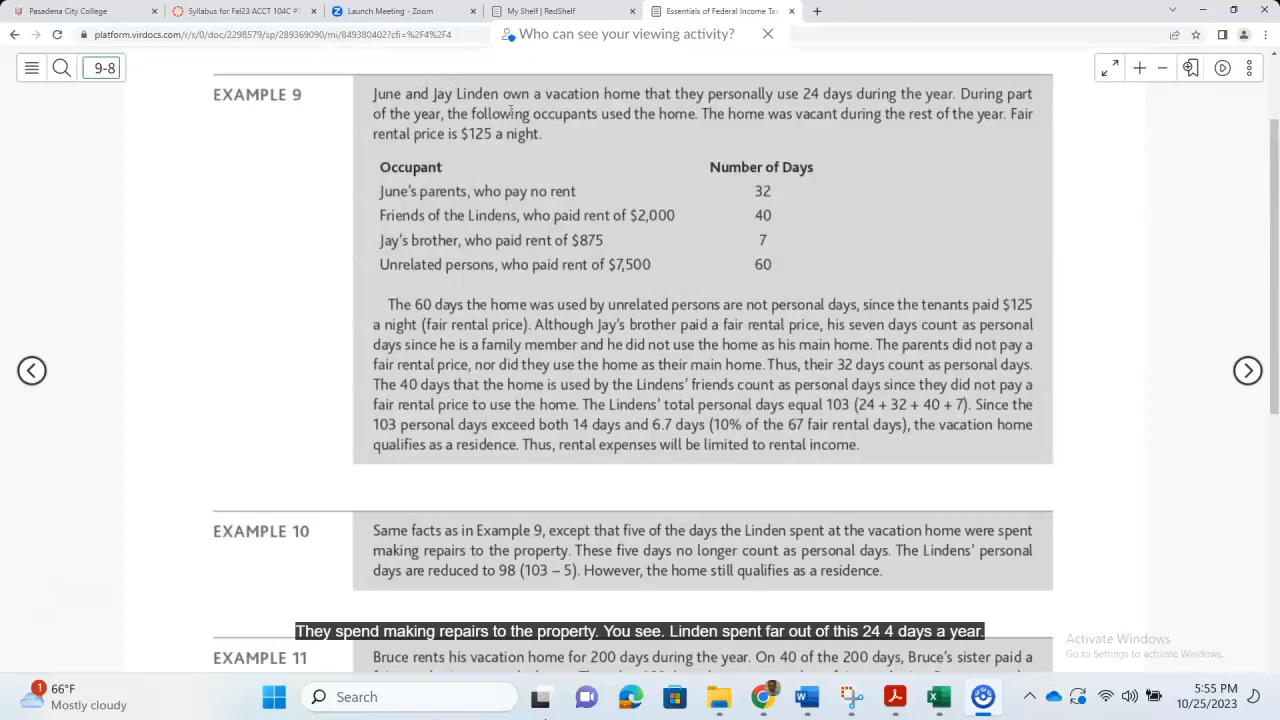 Pasadena City College
Syllabus for Fal23 ACCT 104C #7
Launch Meeting - Zoom
My Shelf | RedShelf
Essentials of Federal Income Tax
platform.virdocs.com/r/s/0/doc/2298579/sp/289369090/mi/849380402?cfi=%2F4%2F4
Who can see your viewing activity?
9-8
EXAMPLE 9
June and Jay Linden own a vacation home that they personally use 24 days during the year. During part
of the year, the following occupants used the home. The home was vacant during the rest of the year. Fair
rental price is $125 a night.
Occupant Number of Days
June's parents, who pay no rent 32
Friends of the Lindens, who paid rent of $2,000 40
Jay's brother, who paid rent of $875 7
Unrelated persons, who paid rent of $7,500 60
The 60 days the home was used by unrelated persons are not personal days, since the tenants paid $125
a night (fair rental price). Although Jay's brother paid a fair rental price, his seven days count as personal
days since he is a family member and he did not use the home as his main home. The parents did not pay a
fair rental price, nor did they use the home as their main home. Thus, their 32 days count as personal days.
The 40 days that the home is used by the Lindens' friends count as personal days since they did not pay a
fair rental price to use the home. The Lindens' total personal days equal 103 (24 + 32 + 40 + 7). Since the
103 personal days exceed both 14 days and 6.7 days (10% of the 67 fair rental days), the vacation home
qualifies as a residence. Thus, rental expenses will be limited to rental income.
EXAMPLE 10
Same facts as in Example 9, except that five of the days the Linden spent at the vacation home were spent
making repairs to the property. These five days no longer count as personal days. The Lindens' personal
days are reduced to 98 (103 – 5). However, the home still qualifies as a residence.
They spend making repairs to the property. You see. Linden spent far out of this 24 4 days a year.
EXAMPLE 11
Bruce rents his vacation home for 200 days during the year. On 40 of the 200 days, Bruce's sister paid a
Activate Windows
Go to Settings to activate Windows.
1
66°F
Mostly cloudy
Search
5:55 PM
10/25/2023